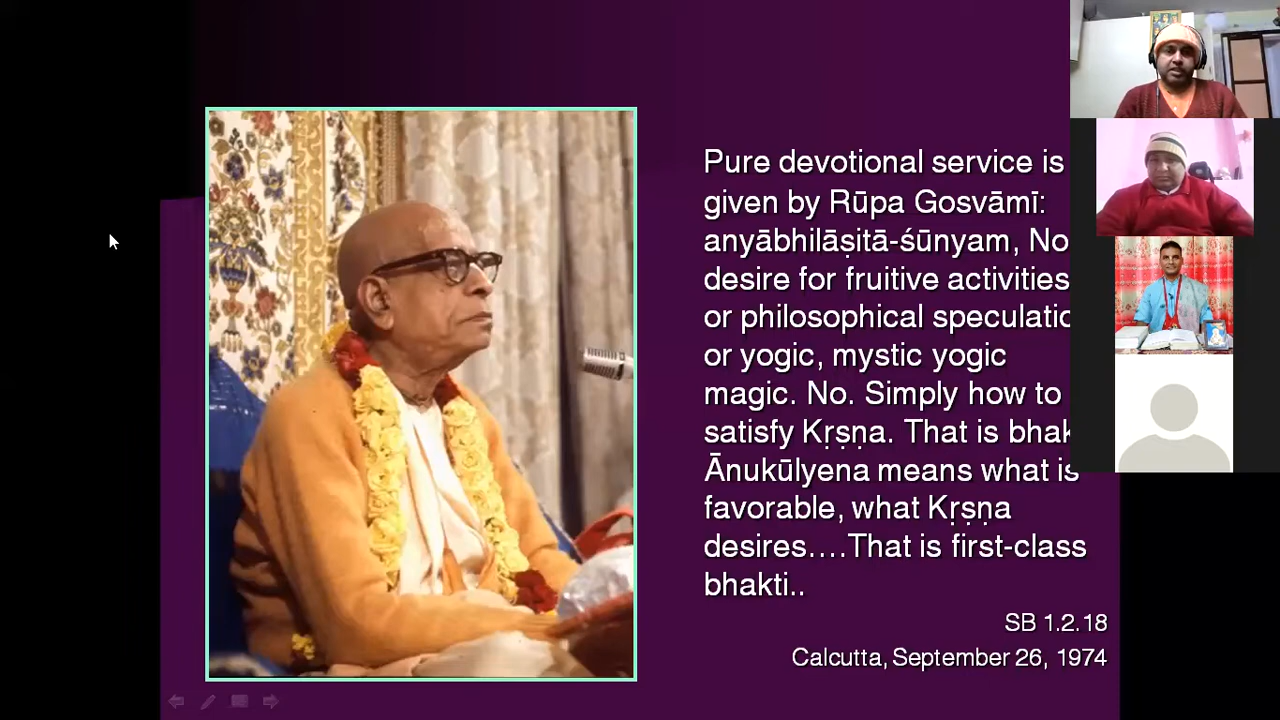 Pure devotional service is
given by Rūpa Gosvāmī:
anyābhilāṣitā-śūnyam, No
desire for fruitive activities
or philosophical
or yogic, mystic yogic
magic. No. Simply how to
satisfy Kṛṣṇa. That is
Ānukūlyena means what is
favorable, what Kṛṣṇa
desires….That is first-class
bhakti..
SB 1.2.18
Calcutta, September 26, 1974